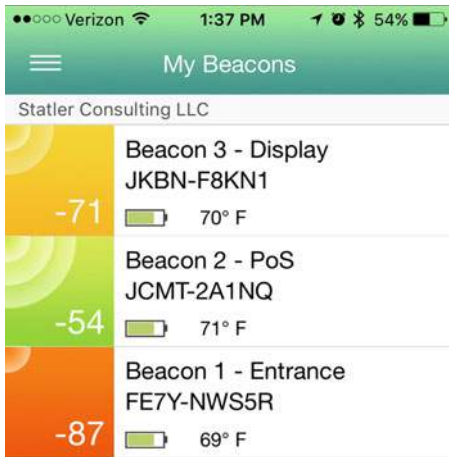 Verizon 1:37 PM 54%
My Beacons
Statler Consulting LLC
Beacon 3 - Display
JKBN-F8KN1
-71 70° F
Beacon 2 - PoS
JCMT-2A1NQ
-54 71° F
Beacon 1 - Entrance
FE7Y-NWS5R
-87 69° F